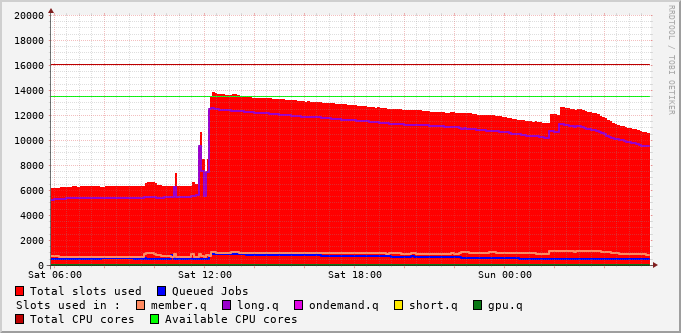 20000
18000
16000
14000
12000
10000
8000
6000
4000
2000
0
Sat 06:00 Sat 12:00 Sat 18:00 Sun 00:00
Total slots used Queued Jobs
Slots used in : member.q long.q ondemand.q short.q gpu.q
Total CPU cores Available CPU cores
RRDTOOL / TOBI OETIKER